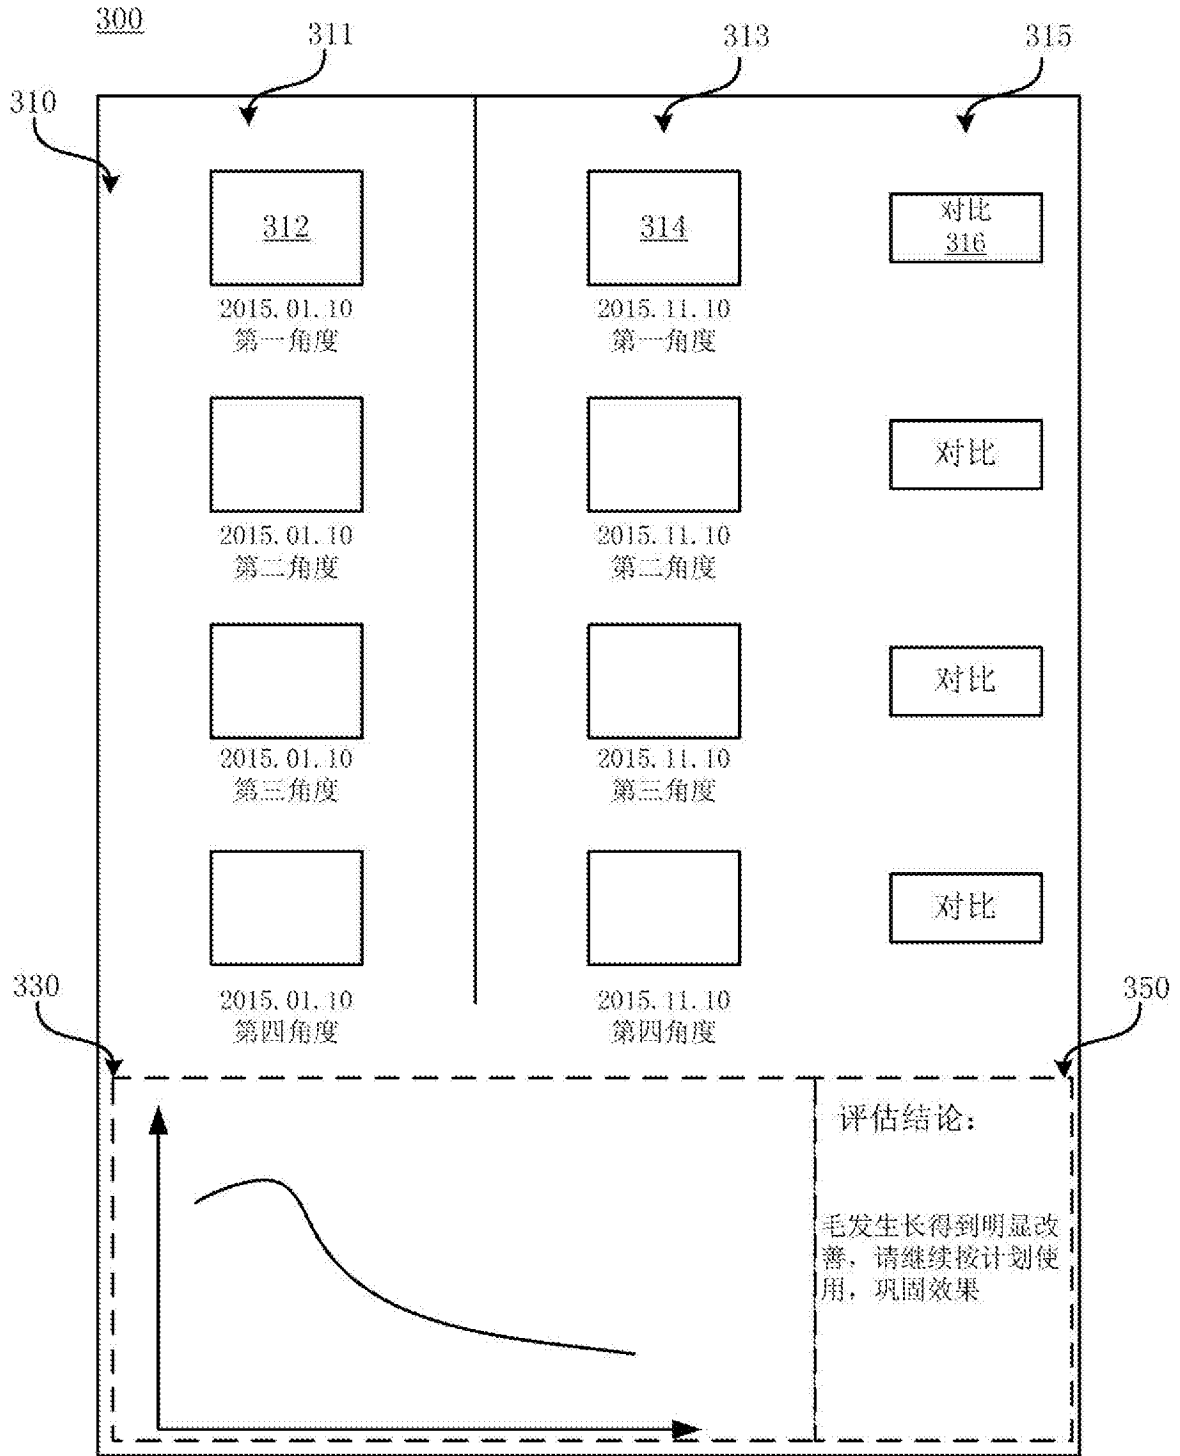 300
311
313
315
310
312
314
对比
316
2015.01.10
第一角度
2015.11.10
第一角度
对比
2015.01.10
第二角度
2015.11.10
第二角度
对比
2015.01.10
第三角度
2015.11.10
第三角度
对比
330
350
2015.01.10
第四角度
2015.11.10
第四角度
评估结论：
毛发生长得到明显改
善，请继续按计划使
用，巩固效果